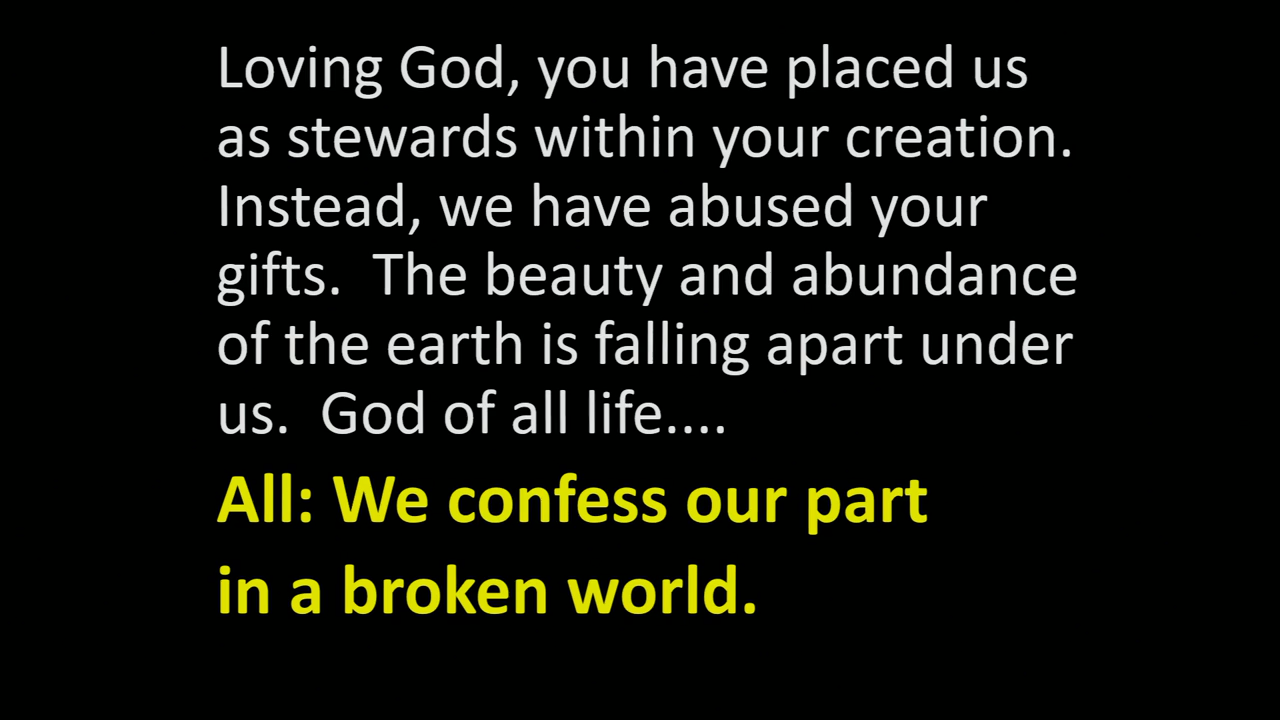 Loving God, you have placed us
as stewards within your creation.
Instead, we have abused your
gifts.  The beauty and abundance
of the earth is falling apart under
us.  God of all life....
All: We confess our part
in a broken world.